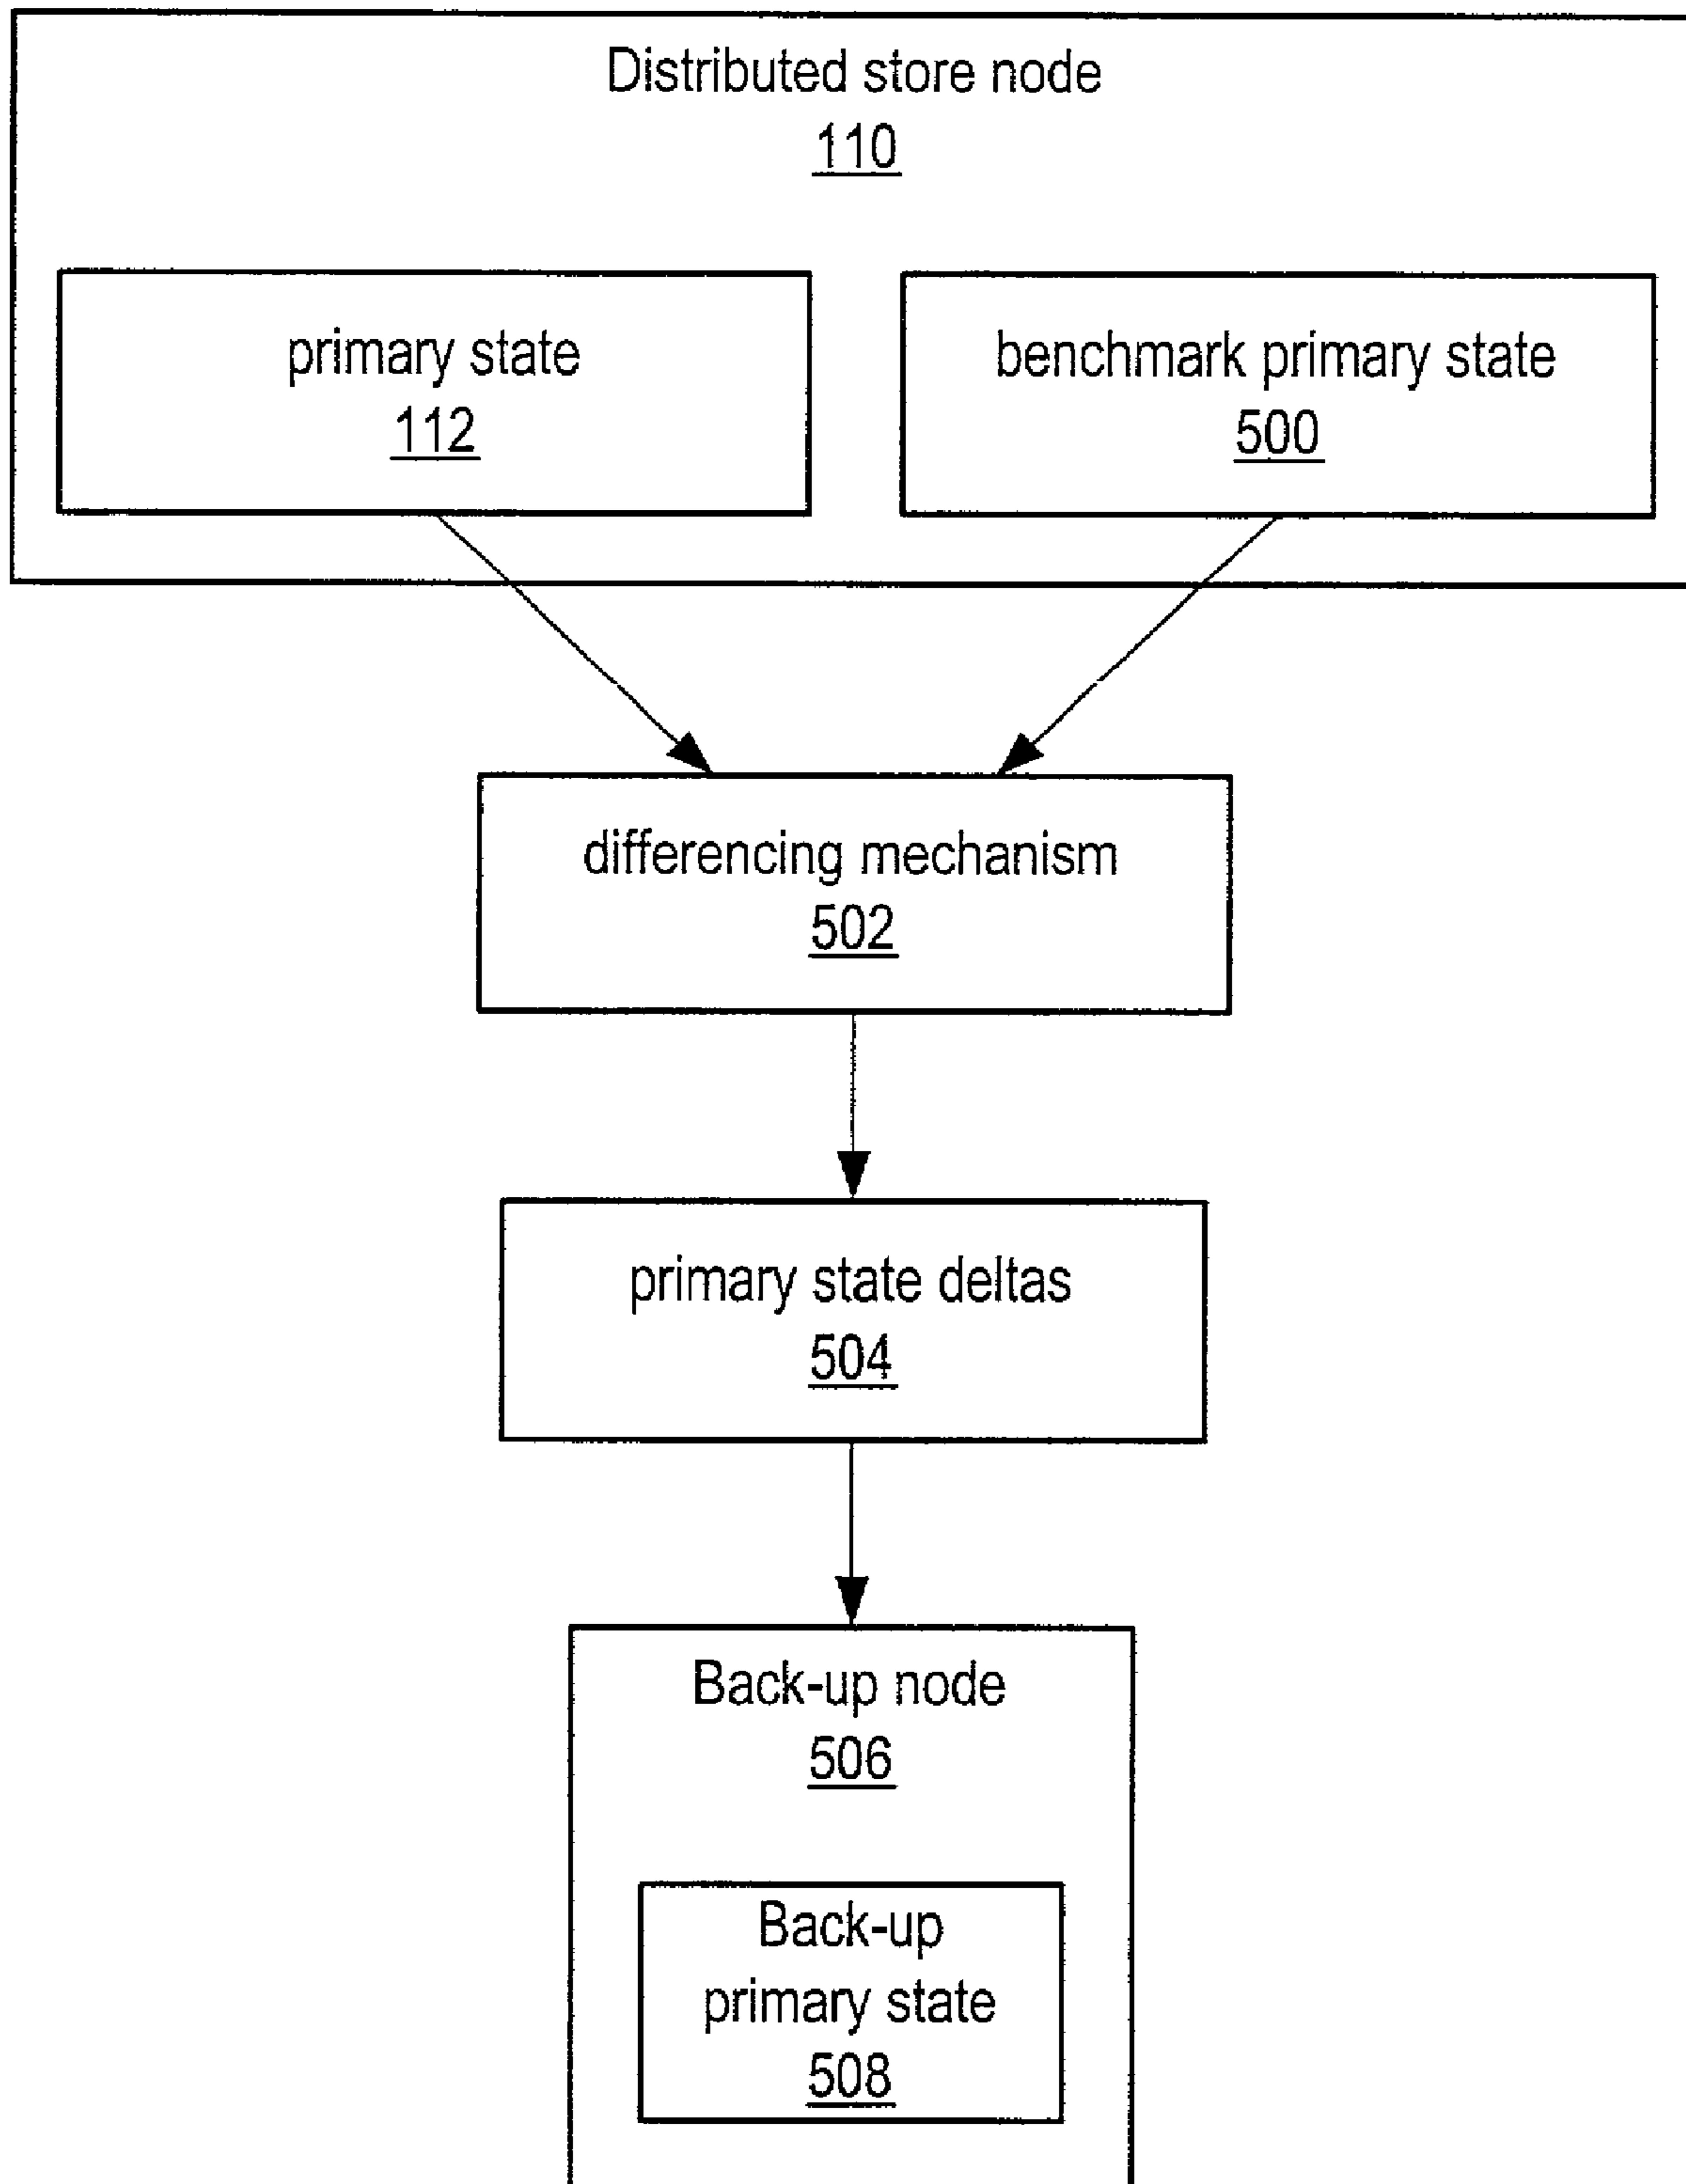 Distributed store node
110
primary state
112
benchmark primary state
500
differencing mechanism
502
primary state deltas
504
Back-up node
506
Back-up
primary state
508